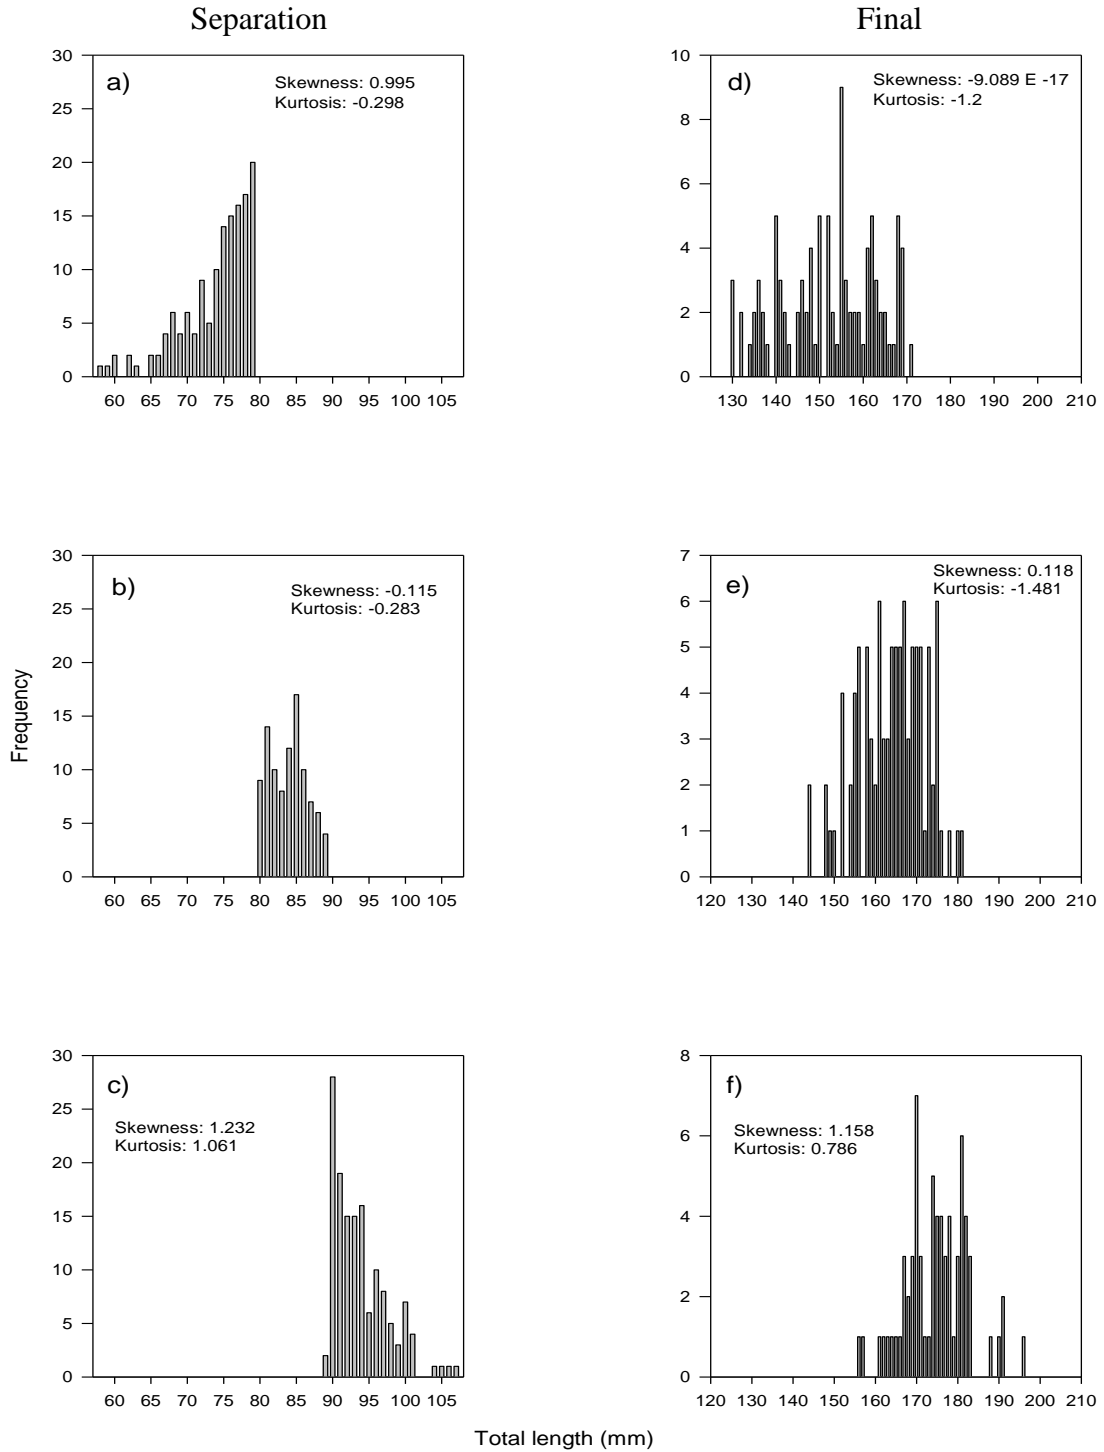 Separation
Final
a)
Skewness: 0.995
Kurtosis: -0.298
30
25
20
15
10
5
0
60 65 70 75 80 85 90 95 100 105
d)
Skewness: -9.089 E -17
Kurtosis: -1.2
10
8
6
4
2
0
130 140 150 160 170 180 190 200 210
b)
Skewness: -0.115
Kurtosis: -0.283
30
25
20
15
10
5
0
60 65 70 75 80 85 90 95 100 105
e)
Skewness: 0.118
Kurtosis: -1.481
7
6
5
4
3
2
1
0
120 130 140 150 160 170 180 190 200 210
Frequency
c)
Skewness: 1.232
Kurtosis: 1.061
30
25
20
15
10
5
0
60 65 70 75 80 85 90 95 100 105
f)
Skewness: 1.158
Kurtosis: 0.786
8
6
4
2
0
120 130 140 150 160 170 180 190 200 210
Total length (mm)